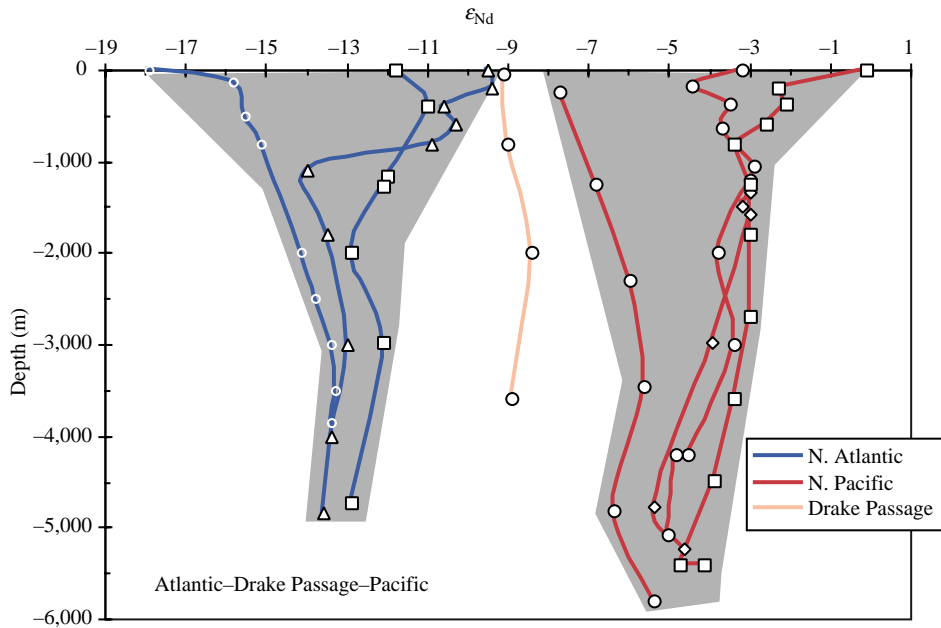 εNd
–19 –17 –15 –13 –11 –9 –7 –5 –3 –1 1
0
–1,000
–2,000
–3,000
–4,000
–5,000
–6,000
Depth (m)
N. Atlantic
N. Pacific
Drake Passage
Atlantic–Drake Passage–Pacific